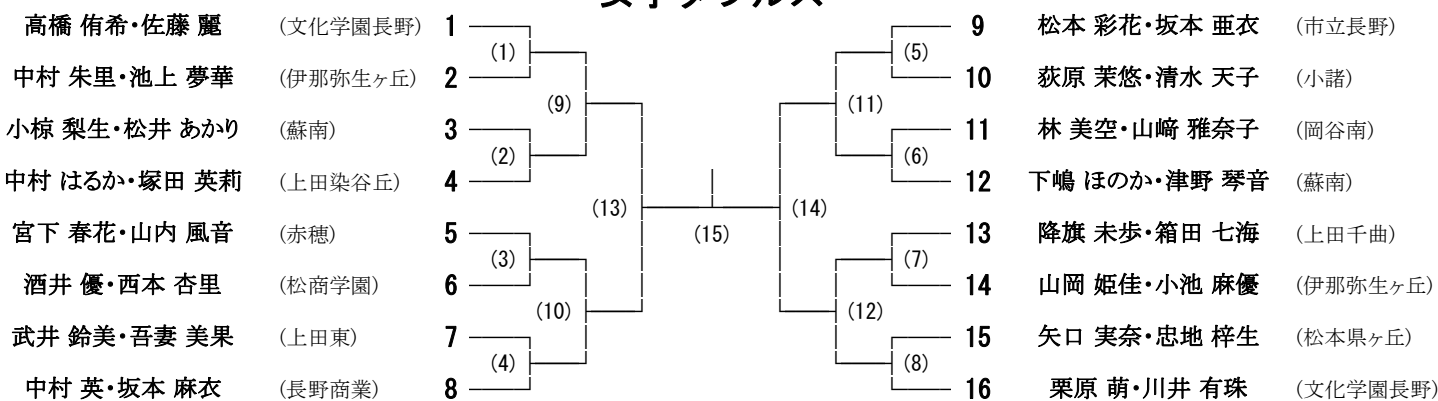 女子ダブルス
高橋 侑希・佐藤 麗 (文化学園長野) 1
中村 朱里・池上 夢華 (伊那弥生ヶ丘) 2
小椋 梨生・松井 あかり (蘇南) 3
中村 はるか・塚田 英莉 (上田染谷丘) 4
宮下 春花・山内 風音 (赤穂) 5
酒井 優・西本 杏里 (松商学園) 6
武井 鈴美・吾妻 美果 (上田東) 7
中村 英・坂本 麻衣 (長野商業) 8
(1)
(2)
(3)
(4)
(9)
(10)
(13)
(15)
(14)
(11)
(12)
(5)
(6)
(7)
(8)
9 松本 彩花・坂本 亜衣 (市立長野)
10 荻原 茉悠・清水 天子 (小諸)
11 林 美空・山﨑 雅奈子 (岡谷南)
12 下嶋 ほのか・津野 琴音 (蘇南)
13 降旗 未歩・箱田 七海 (上田千曲)
14 山岡 姫佳・小池 麻優 (伊那弥生ヶ丘)
15 矢口 実奈・忠地 梓生 (松本県ヶ丘)
16 栗原 萌・川井 有珠 (文化学園長野)